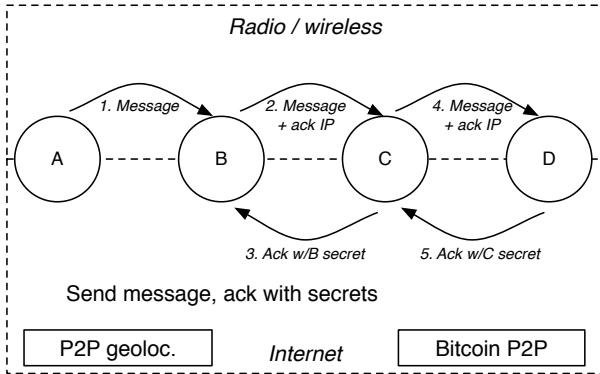 Radio / wireless
1. Message
2. Message
+ ack IP
4. Message
+ ack IP
A
B
C
D
3. Ack w/B secret
5. Ack w/C secret
Send message, ack with secrets
P2P geoloc.
Internet
Bitcoin P2P